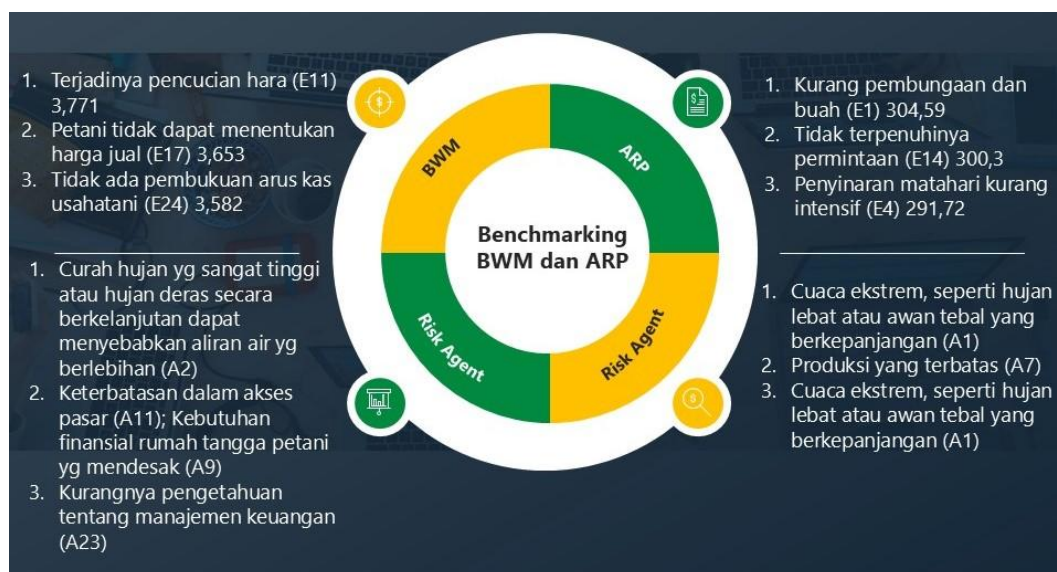 1. Terjadinya pencucian hara (E11)
3,771
2. Petani tidak dapat menentukan
harga jual (E17) 3,653
3. Tidak ada pembukuan arus kas
usahatani (E24) 3,582
1. Curah hujan yg sangat tinggi
atau hujan deras secara
berkelanjutan dapat
menyebabkan aliran air yg
berlebihan (A2)
2. Keterbatasan dalam akses
pasar (A11); Kebutuhan
finansial rumah tangga petani
yg mendesak (A9)
3. Kurangnya pengetahuan
tentang manajemen keuangan
(A23)
BWM
ARP
Benchmarking
BWM dan ARP
Risk Agent
Risk Agent
1. Kurang pembungaan dan
buah (E1) 304,59
2. Tidak terpenuhinya
permintaan (E14) 300,3
3. Penyinaran matahari kurang
intensif (E4) 291,72
1. Cuaca ekstrem, seperti hujan
lebat atau awan tebal yang
berkepanjangan (A1)
2. Produksi yang terbatas (A7)
3. Cuaca ekstrem, seperti hujan
lebat atau awan tebal yang
berkepanjangan (A1)